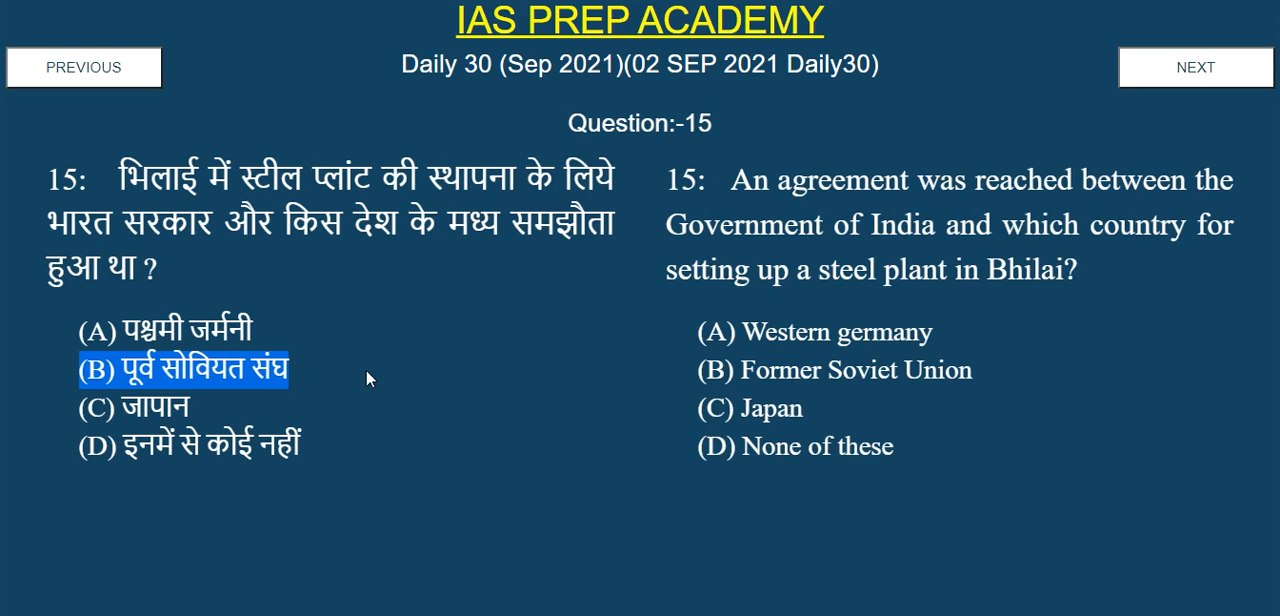 IAS PREP ACADEMY
PREVIOUS
Daily 30 (Sep 2021)(02 SEP 2021 Daily30)
NEXT
Question:-15
15: भिलाई में स्टील प्लांट की स्थापना के लिये
भारत सरकार और किस देश के मध्य समझौता
हुआ था ?
(A) पश्चमी जर्मनी
(B) पूर्व सोवियत संघ
(C) जापान
(D) इनमें से कोई नहीं
15: An agreement was reached between the
Government of India and which country for
setting up a steel plant in Bhilai?
(A) Western germany
(B) Former Soviet Union
(C) Japan
(D) None of these